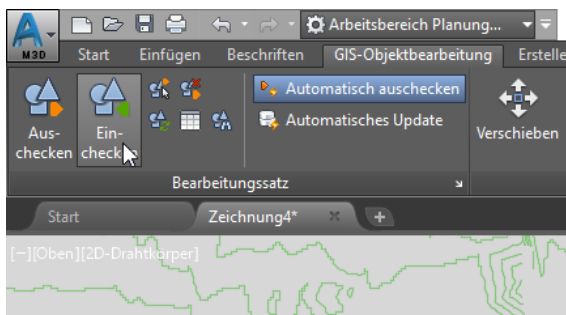 A
M3D
Arbeitsbereich Planung...
Start Einfügen Beschriften GIS-Objektbearbeitung Erstelle
Aus-
checken
Ein-
checken
Automatisch auschecken
Automatisches Update
Verschieben
Bearbeitungssatz
Start Zeichnung4*
[−][Oben][2D-Drahtkörper]